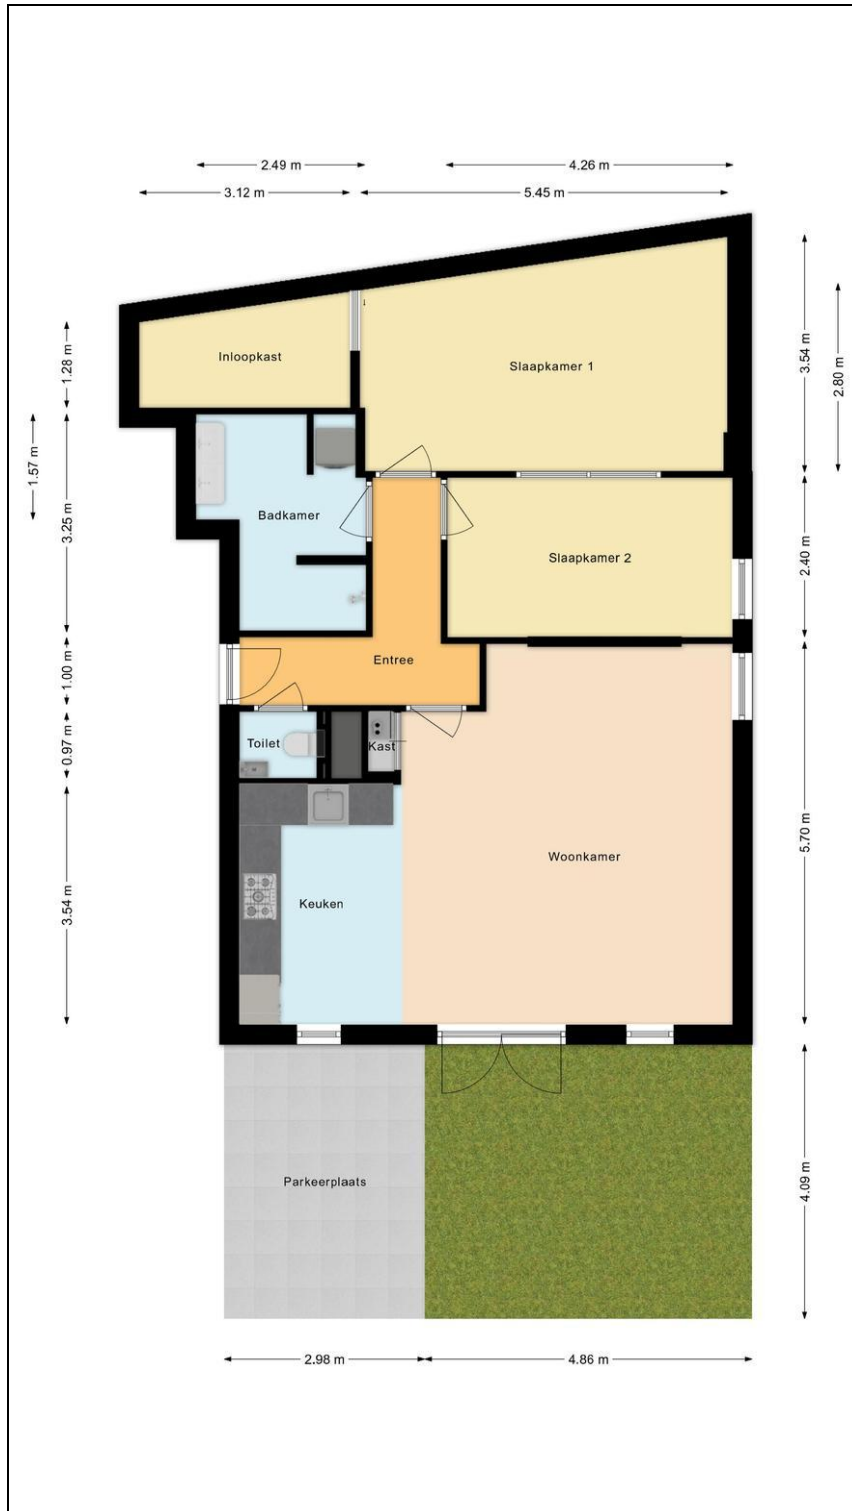 2.49 m
4.26 m
3.12 m
5.45 m
1.28 m
3.54 m
2.80 m
Inloopkast
Slaapkamer 1
1.57 m
3.25 m
Badkamer
Slaapkamer 2
2.40 m
1.00 m
Entree
0.97 m
Toilet
Kast
5.70 m
Woonkamer
3.54 m
Keuken
Parkeerplaats
4.09 m
2.98 m
4.86 m